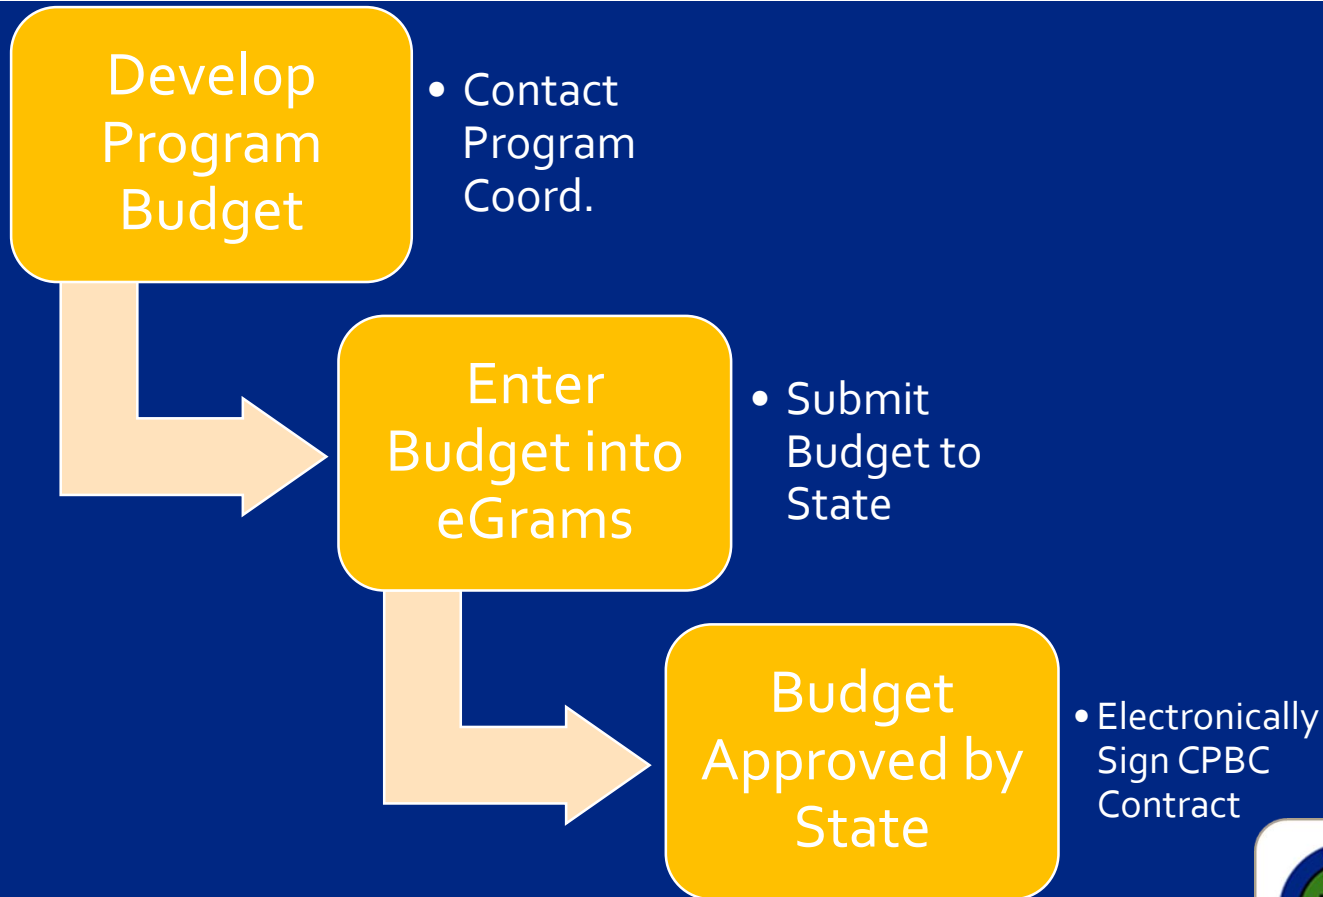 Develop
Program
Budget
• Contact
Program
Coord.
Enter
Budget into
eGrams
• Submit
Budget to
State
Budget
Approved by
State
• Electronically
Sign CPBC
Contract